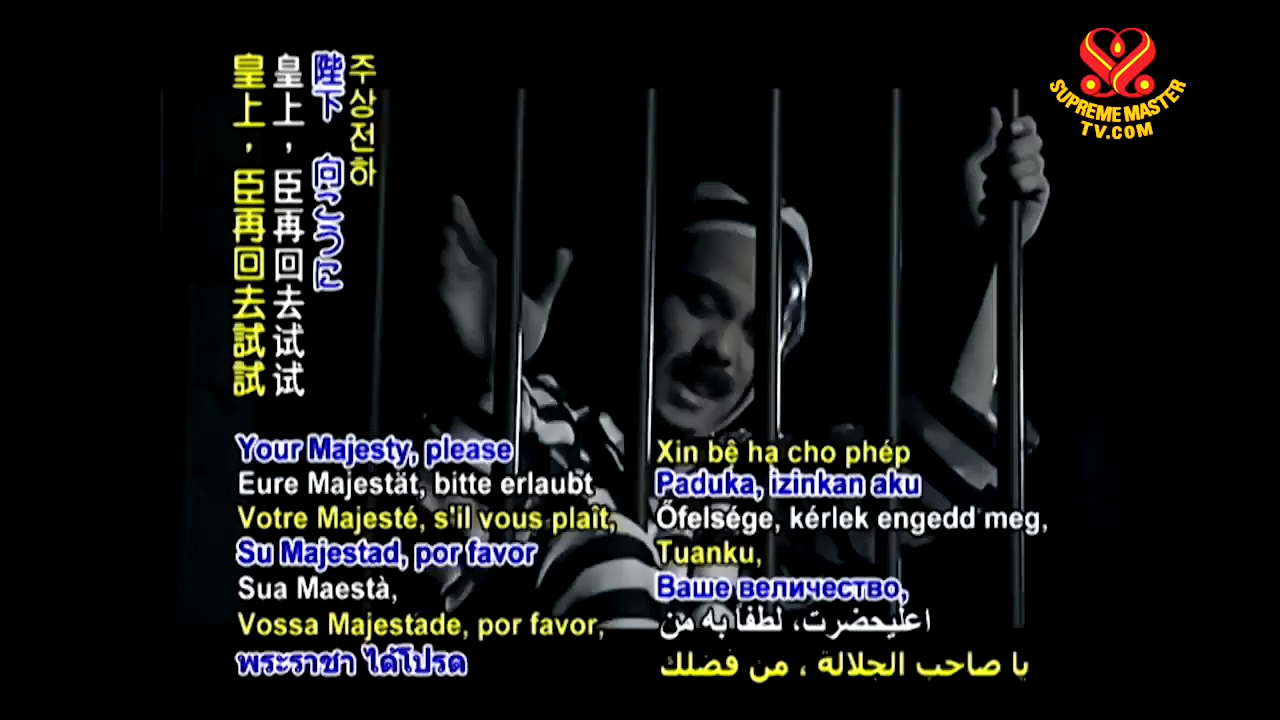 SUPREME MASTER
TV.COM
주상전하
陛下 向こうに
皇上，臣再回去试试
皇上，臣再回去試試
Your Majesty, please
Eure Majestät, bitte erlaubt
Votre Majesté, s'il vous plaît,
Su Majestad, por favor
Sua Maestà,
Vossa Majestade, por favor,
พระราชา ได้โปรด
Xin bệ hạ cho phép
Paduka, izinkan aku
Őfelsége, kérlek engedd meg,
Tuanku,
Ваше величество,
اعلیحضرت، لطفا به من
يا صاحب الجلالة ، من فضلك